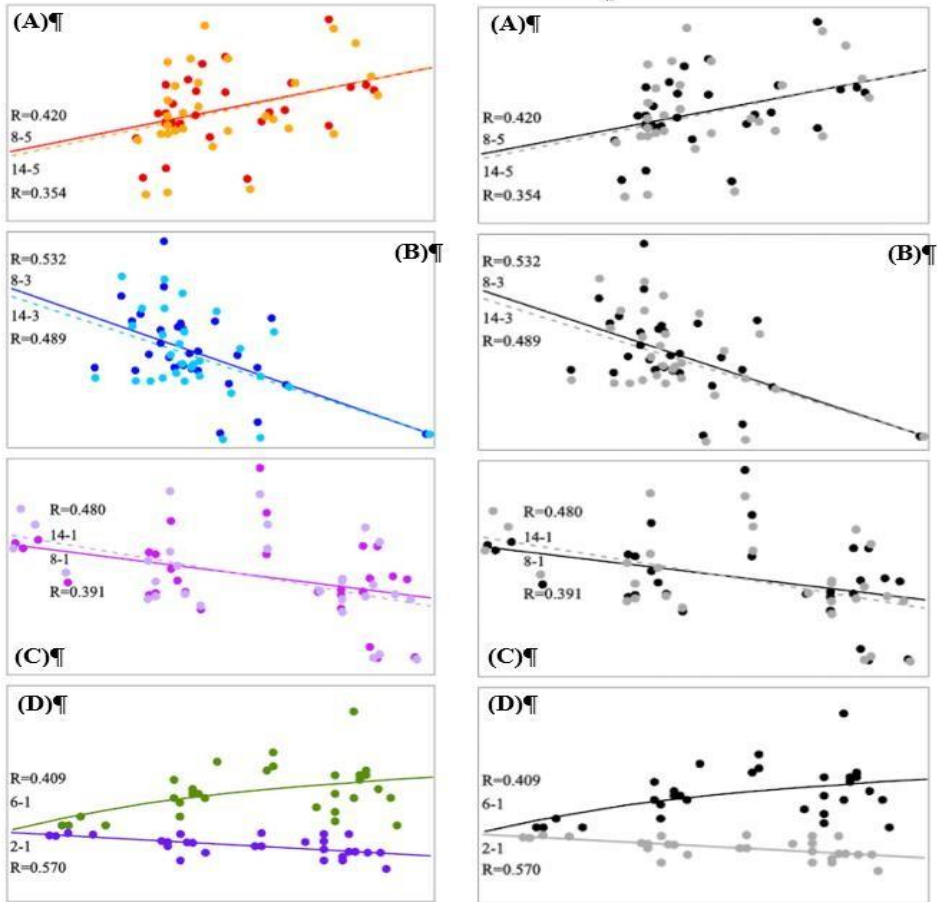 (A)¶
R=0.420
8-5
14-5
R=0.354
(B)¶
R=0.532
8-3
14-3
R=0.489
R=0.480
14-1
8-1
R=0.391
(C)¶
(D)¶
R=0.409
6-1
2-1
R=0.570
(A)¶
R=0.420
8-5
14-5
R=0.354
(B)¶
R=0.532
8-3
14-3
R=0.489
R=0.480
14-1
8-1
R=0.391
(C)¶
(D)¶
R=0.409
6-1
2-1
R=0.570